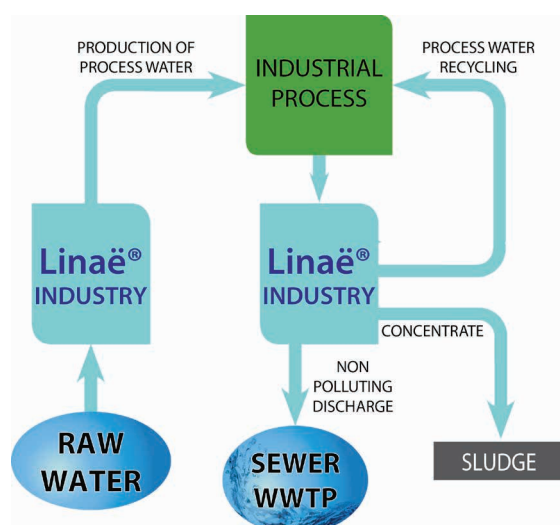 PRODUCTION OF
PROCESS WATER
INDUSTRIAL
PROCESS
PROCESS WATER
RECYCLING
Linaë®
INDUSTRY
Linaë®
INDUSTRY
CONCENTRATE
NON
POLLUTING
DISCHARGE
RAW
WATER
SEWER
WWTP
SLUDGE